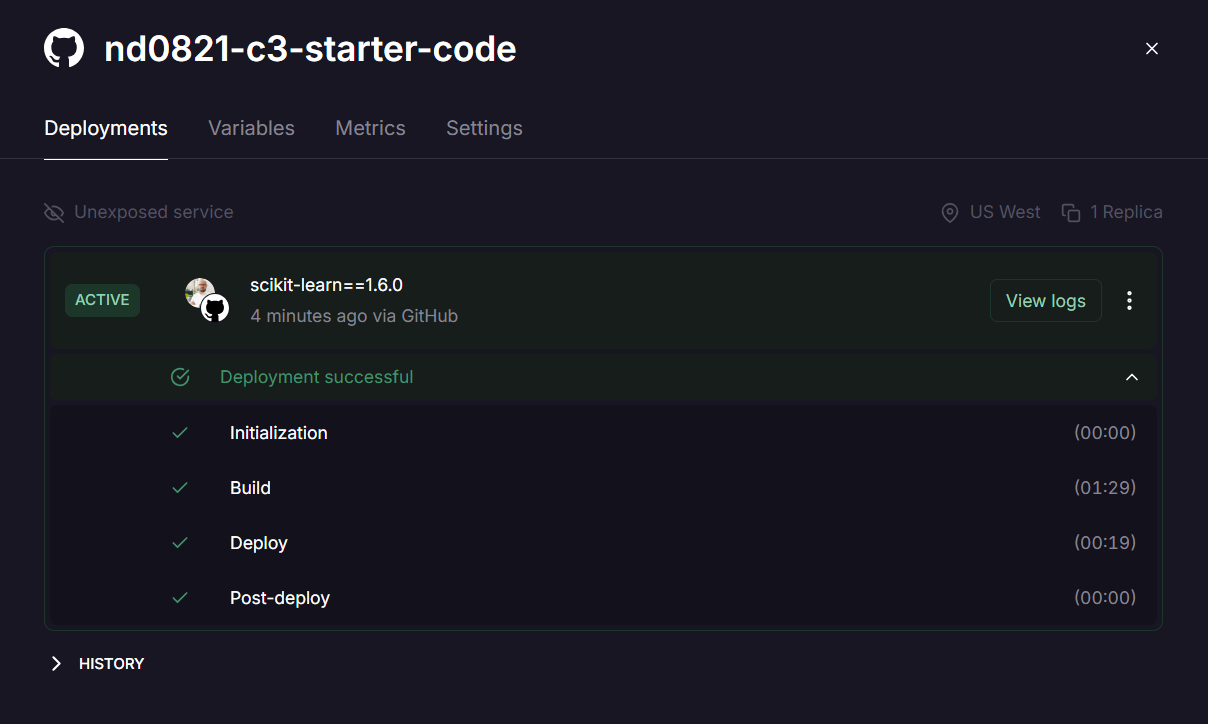 nd0821-c3-starter-code
Deployments Variables Metrics Settings
Unexposed service US West 1 Replica
ACTIVE
scikit-learn==1.6.0
4 minutes ago via GitHub
View logs
Deployment successful
Initialization (00:00)
Build (01:29)
Deploy (00:19)
Post-deploy (00:00)
HISTORY